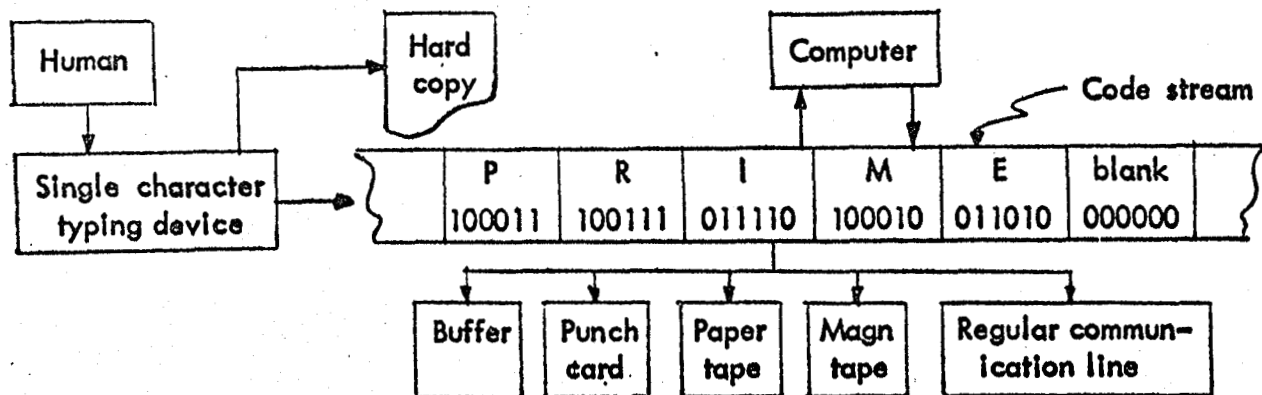 Human
Hard
copy
Computer
Code stream
Single character
typing device
P R I M E blank
100011 100111 011110 100010 011010 000000
Buffer
Punch
card
Paper
tape
Magn
tape
Regular commun-
ication line